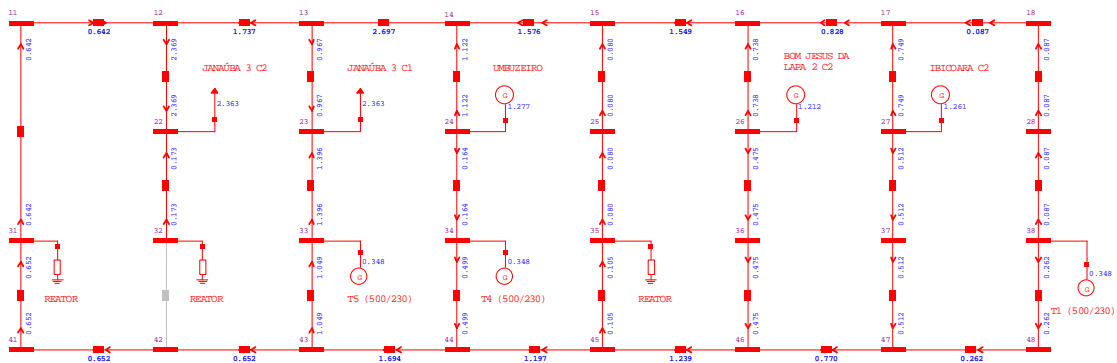 11 12 13 14 15 16 17 18
0.642 1.737 2.697 1.576 1.549 0.828 0.087
0.642 2.369 0.967 1.122 0.080 0.738 0.749 0.087
JANAÚBA 3 C2 JANAÚBA 3 C1 UMBUZEIRO BOM JESUS DA
LAPA 2 C2 IBICOARA C2
G G G
2.363 2.363 1.277 1.212 1.261
2.369 0.967 1.122 0.080 0.738 0.749 0.087
22 23 24 25 26 27 28
0.173 1.396 0.164 0.080 0.475 0.512 0.087
0.642 0.173 1.396 0.164 0.080 0.475 0.512 0.087
31 32 33 34 35 36 37 38
0.652 1.049 0.499 0.105 0.475 0.512 0.262
0.348 0.348 0.348
G G G
REATOR REATOR T5 (500/230) T4 (500/230) REATOR T1 (500/230)
0.652 1.049 0.499 0.105 0.475 0.512 0.262
41 42 43 44 45 46 47 48
0.652 0.652 1.694 1.197 1.239 0.770 0.262